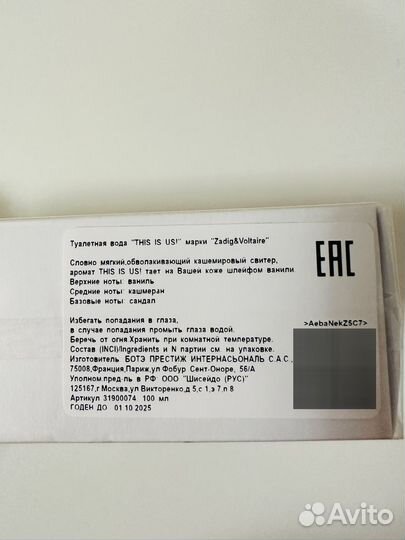 Туалетная вода "THIS IS US!" марки "Zadig&Voltaire"
EAC
Словно мягкий,обволакивающий кашемировый свитер,
аромат THIS IS US! тает на Вашей коже шлейфом ванили.
Верхние ноты: ваниль
Средние ноты: кашмеран
Базовые ноты: сандал
Избегать попадания в глаза,
в случае попадания промыть глаза водой.
Беречь от огня.Хранить при комнатной температуре.
Состав (INCI)/Ingredients и N партии см. на упаковке.
Изготовитель: БОТЭ ПРЕСТИЖ ИНТЕРНАСЬОНАЛЬ С.А.С.,
75008,Франция,Париж,ул Фобур Сент-Оноре, 56/А
Уполном.пред-ль в РФ ООО "Шисейдо (РУС)"
125167,г.Москва,ул.Викторенко,д.5,с.1,э.7,п.8
Артикул 31900074 100 мл
ГОДЕН ДО 01.10.2025
>AebaNekZSC7>
Avito